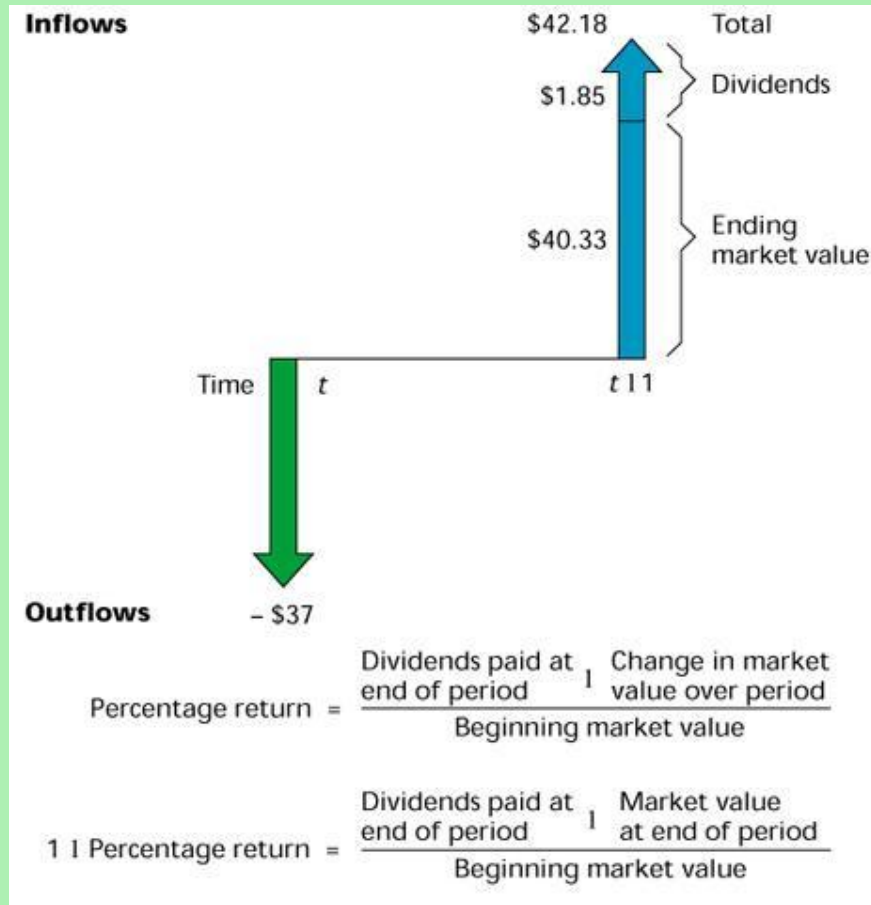 Inflows
$42.18 Total
$1.85 Dividends
$40.33 Ending
market value
Time t t 1 1
Outflows – $37
Dividends paid at 1 Change in market
end of period value over period
Percentage return =
Beginning market value
Dividends paid at 1 Market value
end of period at end of period
1 1 Percentage return =
Beginning market value